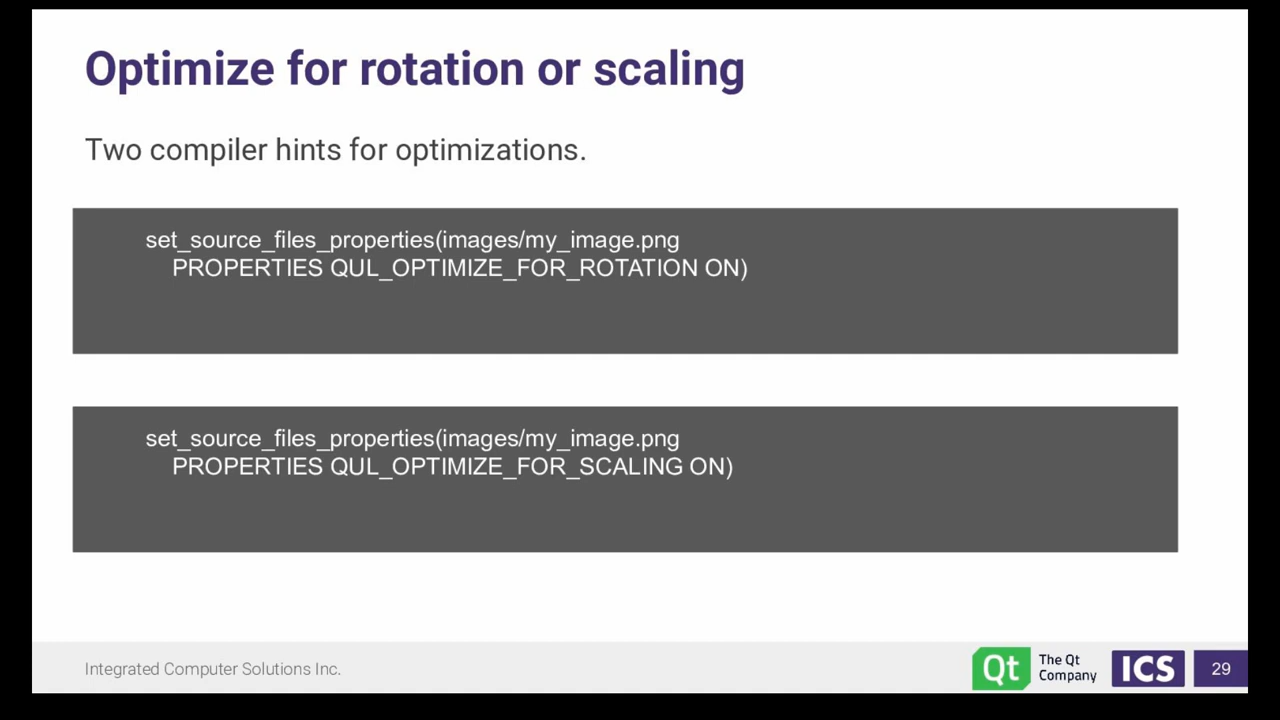 Optimize for rotation or scaling
Two compiler hints for optimizations.
set_source_files_properties(images/my_image.png
PROPERTIES QUL_OPTIMIZE_FOR_ROTATION ON)
set_source_files_properties(images/my_image.png
PROPERTIES QUL_OPTIMIZE_FOR_SCALING ON)
Integrated Computer Solutions Inc.
Qt
The Qt
Company
ICS
29